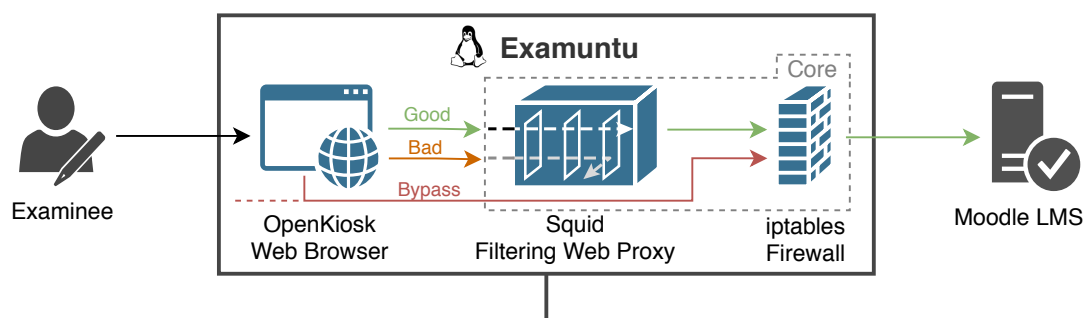 Examuntu
Core
Good
Bad
Bypass
Examinee
OpenKiosk
Web Browser
Squid
Filtering Web Proxy
iptables
Firewall
Moodle LMS